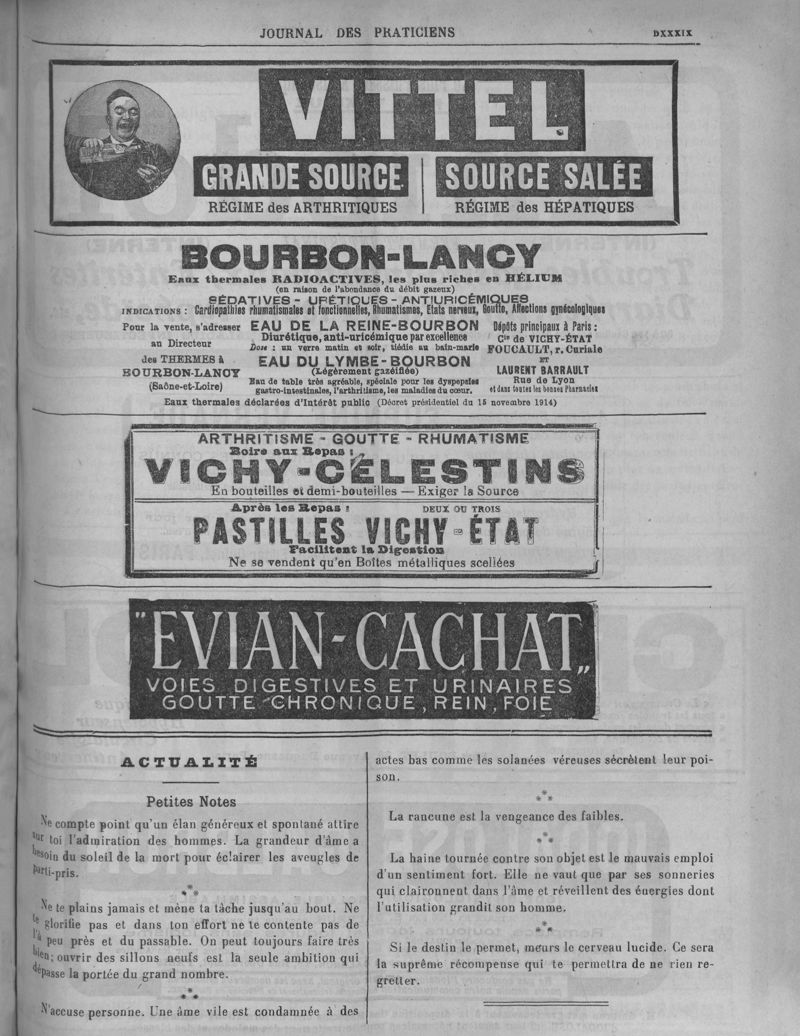 JOURNAL DES PRATICIENS
DXXXIX
VITTEL
GRANDE SOURCE
SOURCE SALÉE
RÉGIME des ARTHRITIQUES
RÉGIME des HÉPATIQUES
BOURBON-LANCY
Eaux thermales RADIOACTIVES, les plus riches en HÉLIUM
(en raison de l'abondance du débit gazeux)
SÉDATIVES - URÉTIQUES - ANTIURICÉMIQUES
INDICATIONS : Cardiopathies rhumatismales et fonctionnelles, Rhumatismes, Etats nerveux, Goutte, Affections gynécologiques
Pour la vente, s'adresser
au Directeur
des THERMES à
BOURBON-LANCY
(Saône-et-Loire)
EAU DE LA REINE-BOURBON
Diurétique, anti-uricémique par excellence
Dose : un verre matin et soir, tiédie au bain-marie
EAU DU LYMBE-BOURBON
(Légèrement gazéifiée)
Eau de table très agréable, spéciale pour les dyspepsies
gastro-intestinales, l'arthritisme, les maladies du cœur.
Dépôts principaux à Paris :
Cie de VICHY-ÉTAT
FOUCAULT, r. Curiale
ET
LAURENT BARRAULT
Rue de Lyon
et dans toutes les bonnes Pharmacies
Eaux thermales déclarées d'Intérêt public (Décret présidentiel du 15 novembre 1914)
ARTHRITISME - GOUTTE - RHUMATISME
Boire aux Repas :
VICHY-CÉLESTINS
En bouteilles et demi-bouteilles — Exiger la Source
Après les Repas : DEUX OU TROIS
PASTILLES VICHY-ÉTAT
Facilitent la Digestion
Ne se vendent qu'en Boîtes métalliques scellées
"EVIAN-CACHAT„
VOIES DIGESTIVES ET URINAIRES
GOUTTE CHRONIQUE, REIN, FOIE
ACTUALITÉ
Petites Notes
Ne compte point qu'un élan généreux et spontané attire
sur toi l'admiration des hommes. La grandeur d'âme a
besoin du soleil de la mort pour éclairer les aveugles de
parti-pris.
***
Ne te plains jamais et mène ta tâche jusqu'au bout. Ne
te glorifie pas et dans ton effort ne te contente pas de
l'à peu près et du passable. On peut toujours faire très
bien; ouvrir des sillons neufs est la seule ambition qui
dépasse la portée du grand nombre.
***
N'accuse personne. Une âme vile est condamnée à des
actes bas comme les solanées véreuses sécrètent leur poi-
son.
***
La rancune est la vengeance des faibles.
***
La haine tournée contre son objet est le mauvais emploi
d'un sentiment fort. Elle ne vaut que par ses sonneries
qui claironnent dans l'âme et réveillent des énergies dont
l'utilisation grandit son homme.
***
Si le destin le permet, meurs le cerveau lucide. Ce sera
la suprême récompense qui te permettra de ne rien re-
gretter.